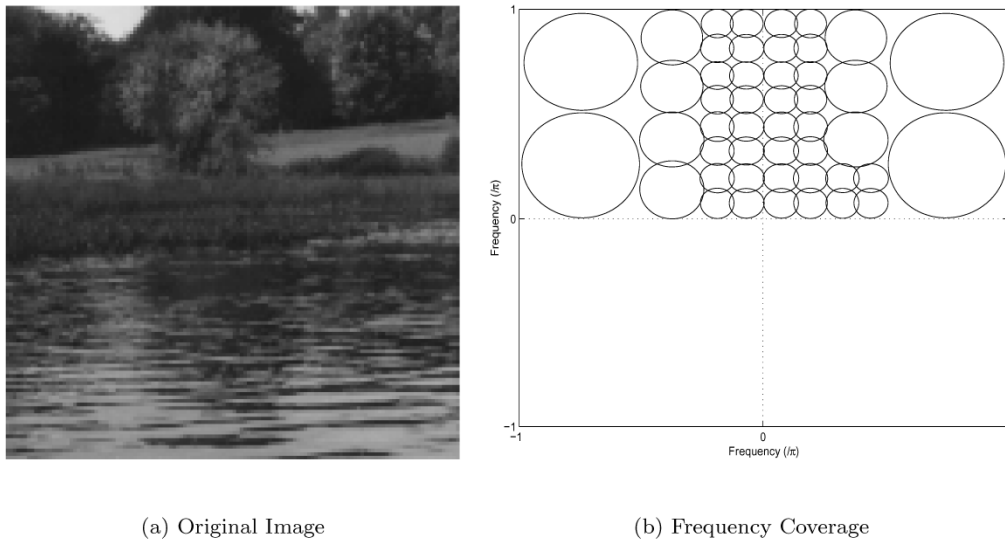 1
Frequency (/π)
0
−1
−1
0
Frequency (/π)
(a) Original Image
(b) Frequency Coverage